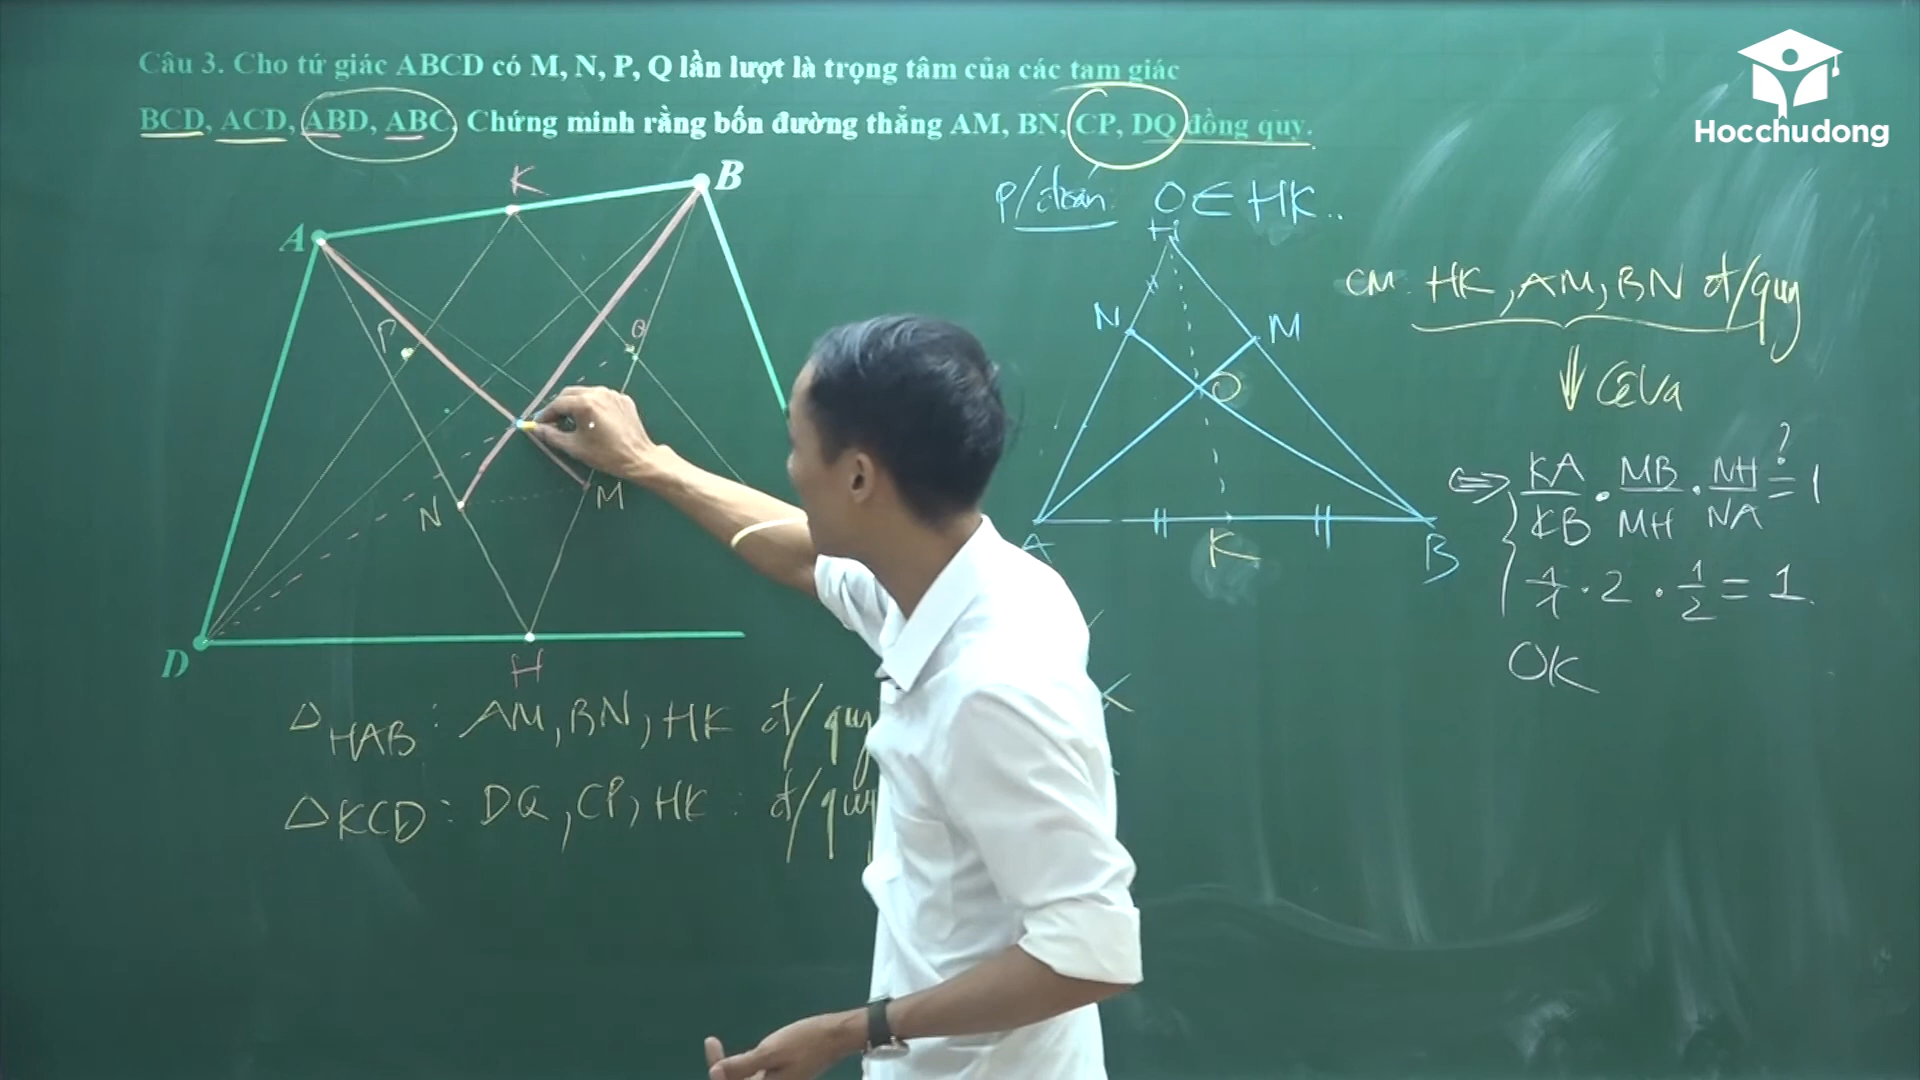 Hocchudong
Câu 3. Cho tứ giác ABCD có M, N, P, Q lần lượt là trọng tâm của các tam giác
BCD, ACD, ABD, ABC. Chứng minh rằng bốn đường thẳng AM, BN, CP, DQ đồng quy.
K
B
A
P
Q
N
M
D
H
P/đoán O ∈ HK..
H
N
M
O
A
K
B
CM: HK, AM, BN đ/quy
⇓ CeVa
⇔ KA/KB · MB/MH · NH/NA ?= 1
1/1 · 2 · 1/2 = 1
OK
△HAB: AM, BN, HK đ/quy
△KCD: DQ, CP, HK: đ/quy